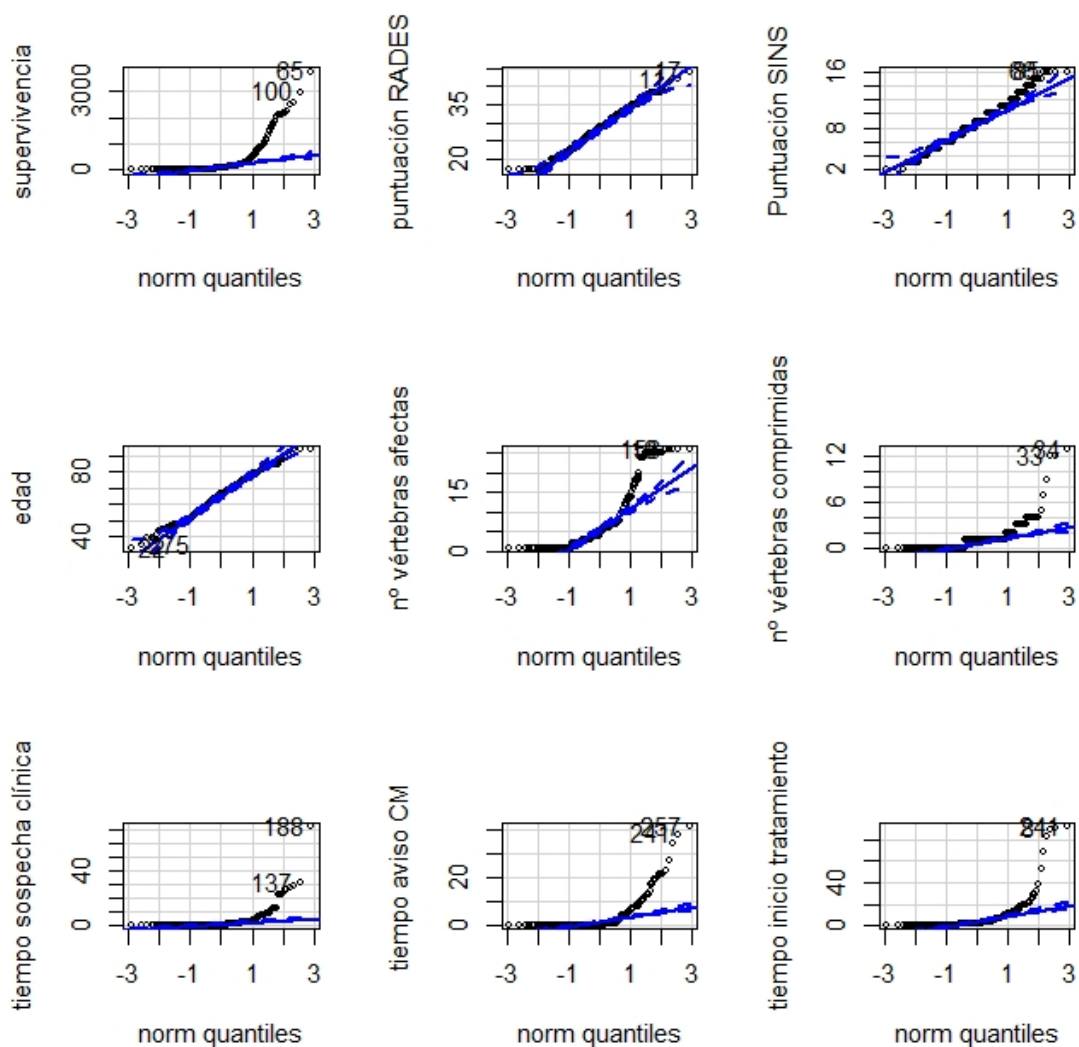 supervivencia
3000
0
65
100
-3 -1 1 3
norm quantiles
puntuación RADES
35
20
17
-3 -1 1 3
norm quantiles
Puntuación SINS
16
8
2
-3 -1 1 3
norm quantiles
edad
80
40
-3 -1 1 3
norm quantiles
nº vértebras afectas
15
0
-3 -1 1 3
norm quantiles
nº vértebras comprimidas
12
6
0
-3 -1 1 3
norm quantiles
tiempo sospecha clínica
40
0
188
137
-3 -1 1 3
norm quantiles
tiempo aviso CM
20
0
-3 -1 1 3
norm quantiles
tiempo inicio tratamiento
40
0
-3 -1 1 3
norm quantiles